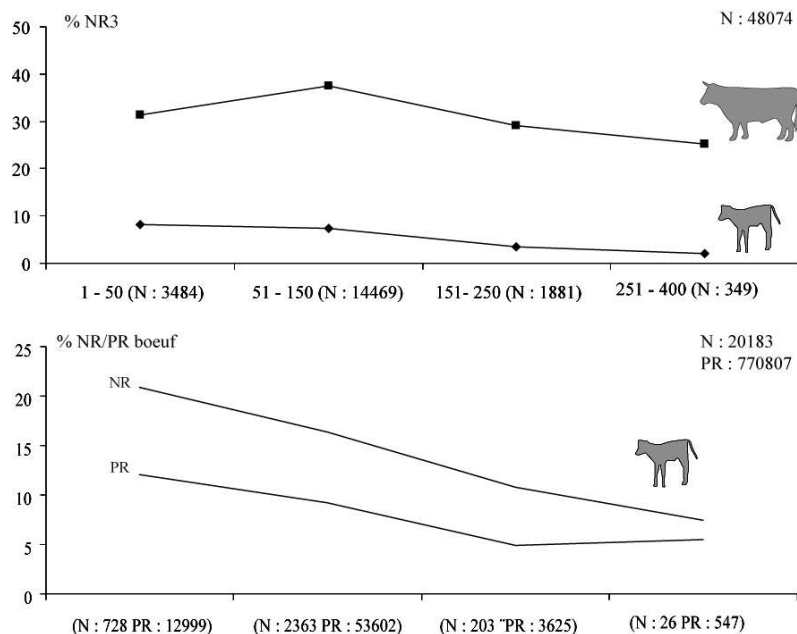 % NR3
N : 48074
50
40
30
20
10
0
1 - 50 (N : 3484)
51 - 150 (N : 14469)
151- 250 (N : 1881)
251 - 400 (N : 349)
% NR/PR boeuf
N : 20183
PR : 770807
25
20
15
10
5
0
NR
PR
(N : 728 PR : 12999)
(N : 2363 PR : 53602)
(N : 203 PR : 3625)
(N : 26 PR : 547)